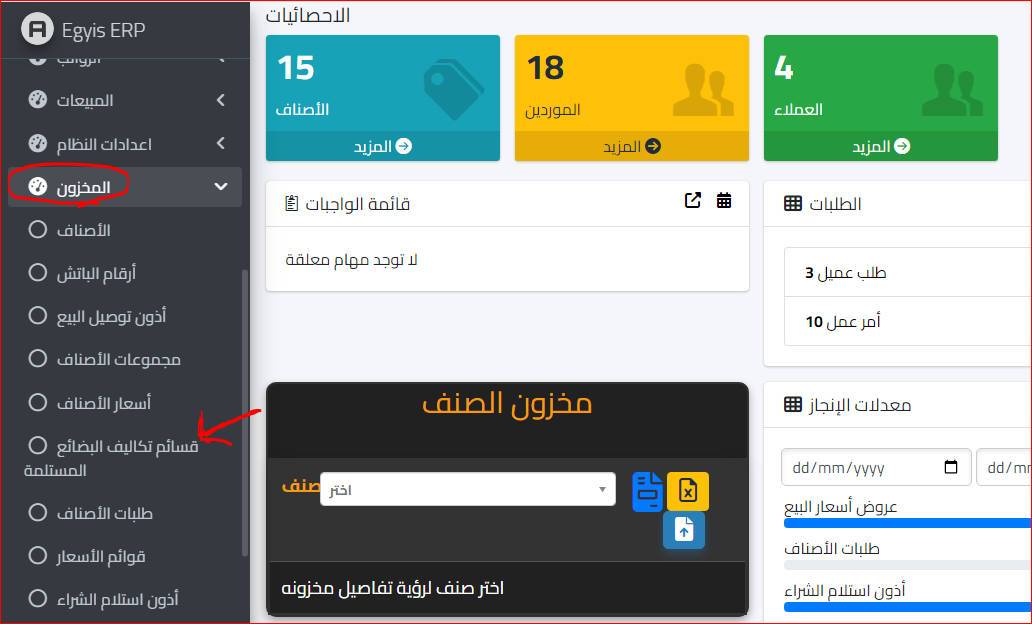 Egyis ERP
الرواتب
المبيعات
اعدادات النظام
المخزون
الأصناف
أرقام الباتش
أذون توصيل البيع
مجموعات الأصناف
أسعار الأصناف
قسائم تكاليف البضائع
المستلمة
طلبات الأصناف
قوائم الأسعار
أذون استلام الشراء
الاحصائيات
15
الأصناف
المزيد
18
الموردين
المزيد
4
العملاء
المزيد
قائمة الواجبات
لا توجد مهام معلقة
الطلبات
طلب عميل 3
أمر عمل 10
مخزون الصنف
صنف
اختر
اختر صنف لرؤية تفاصيل مخزونه
معدلات الإنجاز
dd/mm/yyyy
dd/mm
عروض أسعار البيع
طلبات الأصناف
أذون استلام الشراء